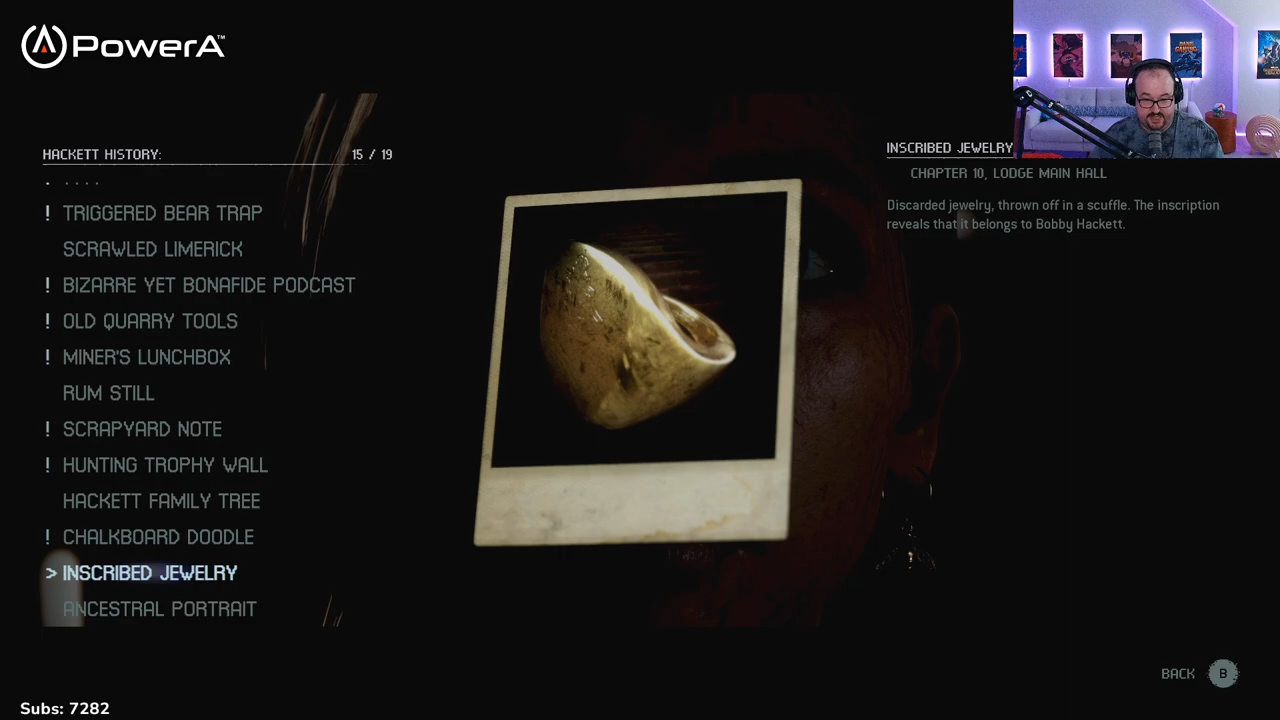 PowerA™
HACKETT HISTORY:
15 / 19
! TRIGGERED BEAR TRAP
SCRAWLED LIMERICK
! BIZARRE YET BONAFIDE PODCAST
! OLD QUARRY TOOLS
! MINER'S LUNCHBOX
RUM STILL
! SCRAPYARD NOTE
! HUNTING TROPHY WALL
HACKETT FAMILY TREE
! CHALKBOARD DOODLE
> INSCRIBED JEWELRY
ANCESTRAL PORTRAIT
INSCRIBED JEWELRY
CHAPTER 10, LODGE MAIN HALL
Discarded jewelry, thrown off in a scuffle. The inscription
reveals that it belongs to Bobby Hackett.
BACK B
Subs: 7282